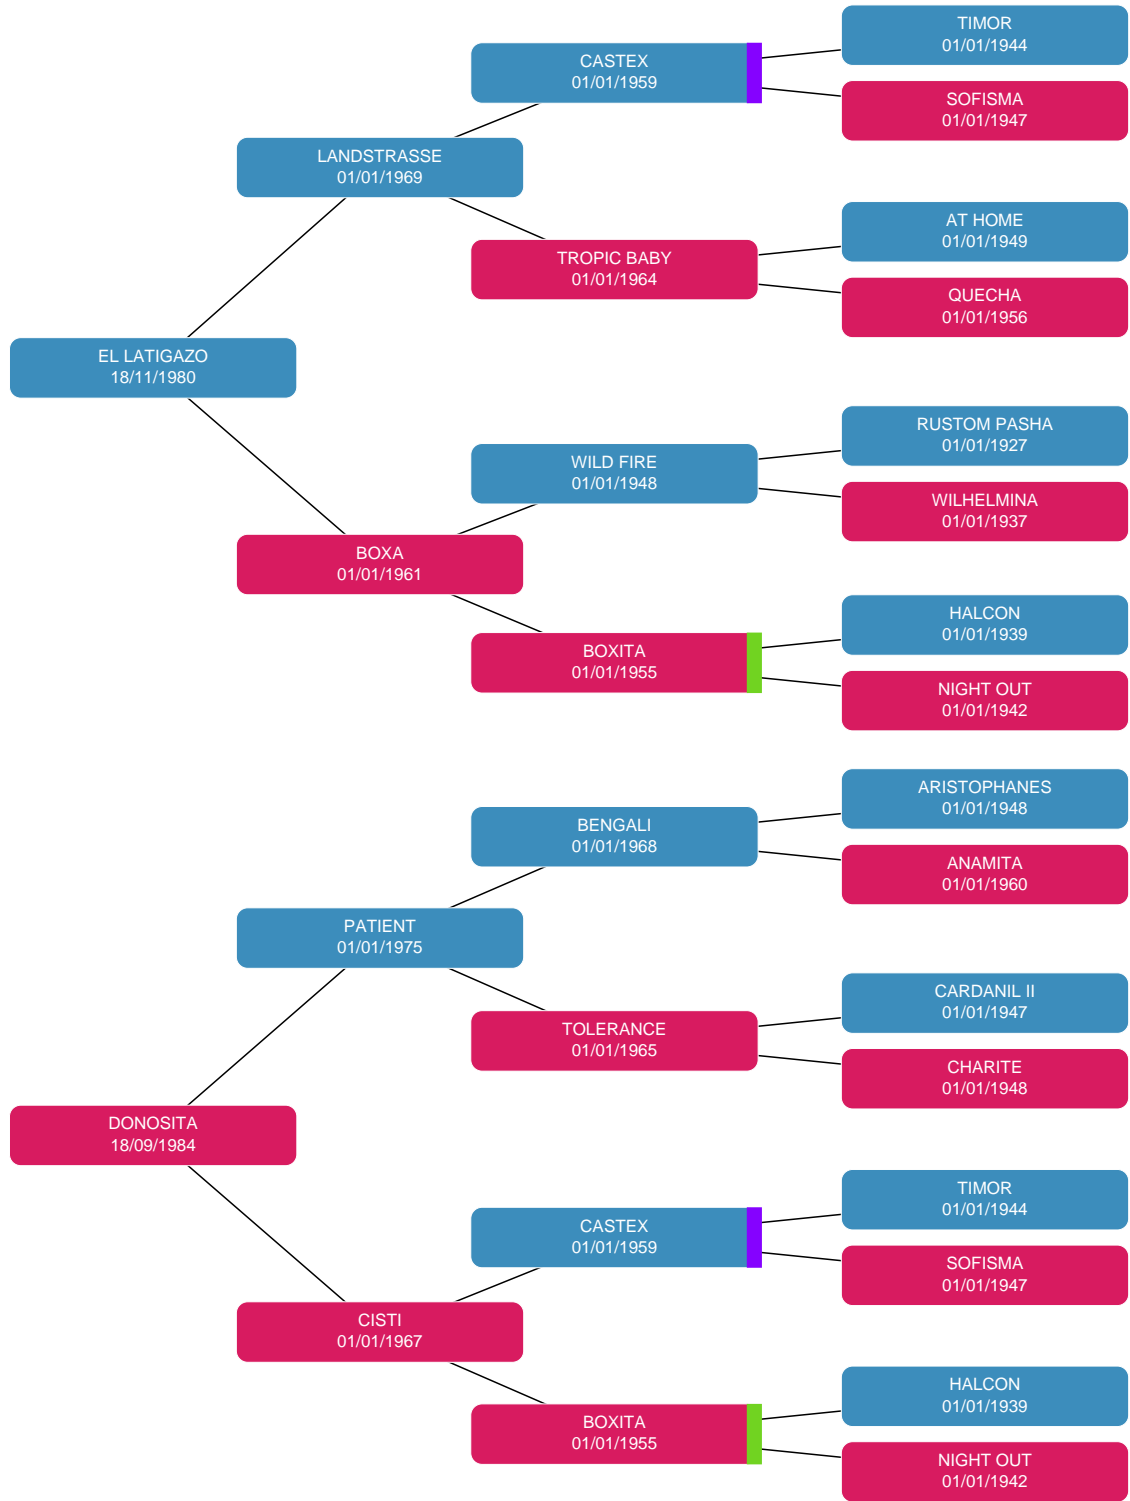 TIMOR
01/01/1944
CASTEX
01/01/1959
SOFISMA
01/01/1947
LANDSTRASSE
01/01/1969
AT HOME
01/01/1949
TROPIC BABY
01/01/1964
QUECHA
01/01/1956
EL LATIGAZO
18/11/1980
RUSTOM PASHA
01/01/1927
WILD FIRE
01/01/1948
WILHELMINA
01/01/1937
BOXA
01/01/1961
HALCON
01/01/1939
BOXITA
01/01/1955
NIGHT OUT
01/01/1942
ARISTOPHANES
01/01/1948
BENGALI
01/01/1968
ANAMITA
01/01/1960
PATIENT
01/01/1975
CARDANIL II
01/01/1947
TOLERANCE
01/01/1965
CHARITE
01/01/1948
DONOSITA
18/09/1984
TIMOR
01/01/1944
CASTEX
01/01/1959
SOFISMA
01/01/1947
CISTI
01/01/1967
HALCON
01/01/1939
BOXITA
01/01/1955
NIGHT OUT
01/01/1942